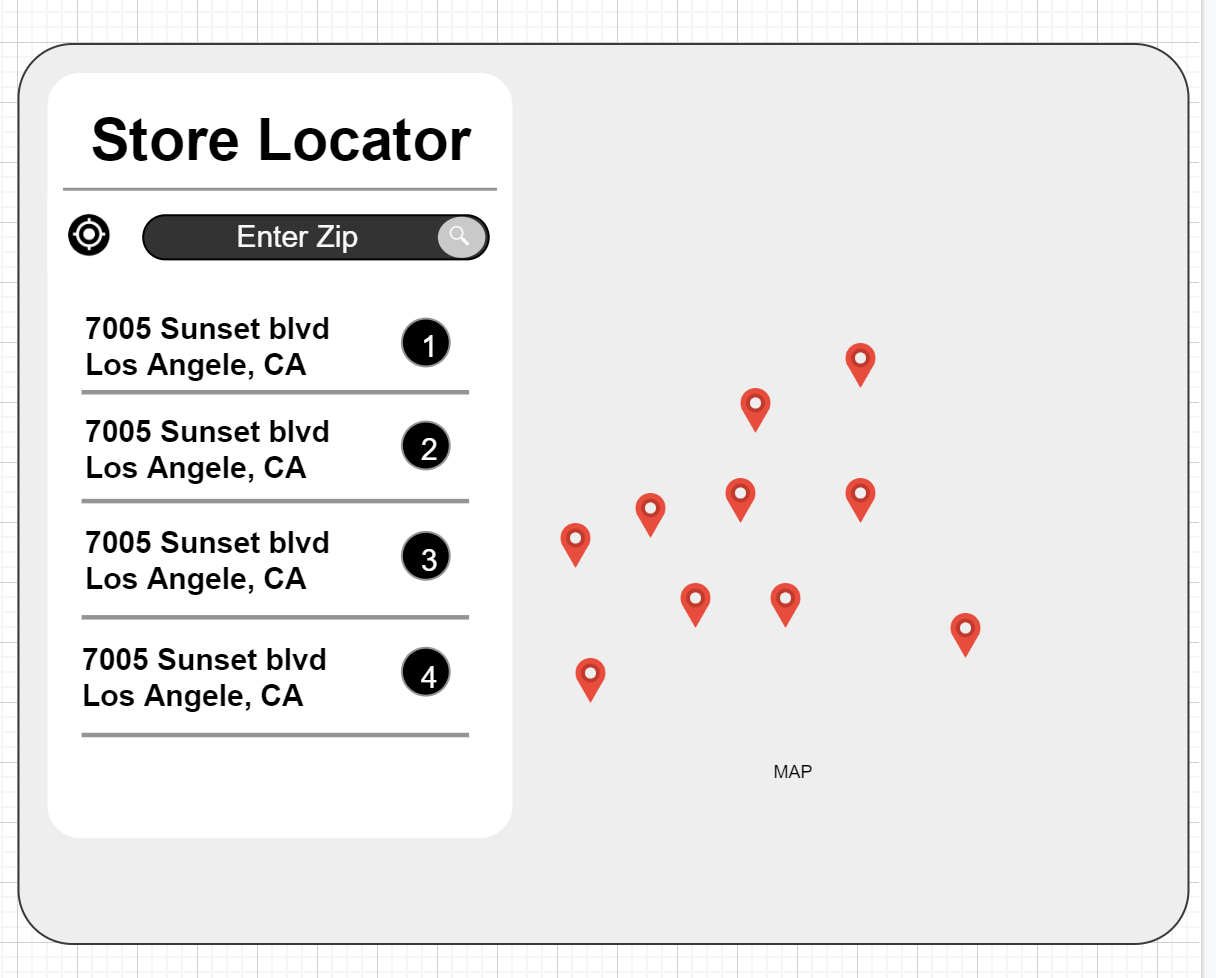 Store Locator
Enter Zip
7005 Sunset blvd
Los Angele, CA
1
7005 Sunset blvd
Los Angele, CA
2
7005 Sunset blvd
Los Angele, CA
3
7005 Sunset blvd
Los Angele, CA
4
MAP